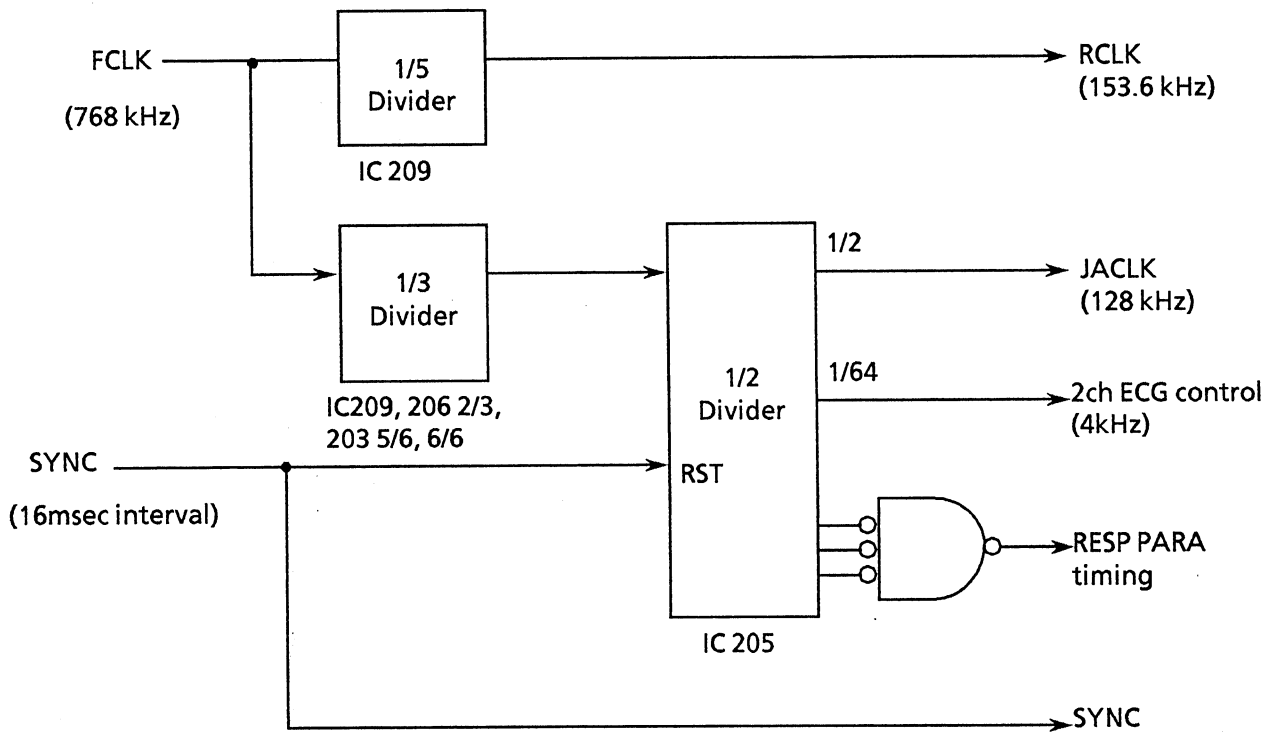 FCLK
(768 kHz)
1/5
Divider
IC 209
RCLK
(153.6 kHz)
1/3
Divider
IC209, 206 2/3,
203 5/6, 6/6
1/2
Divider
RST
IC 205
1/2
JACLK
(128 kHz)
1/64
2ch ECG control
(4kHz)
SYNC
(16msec interval)
RESP PARA
timing
SYNC